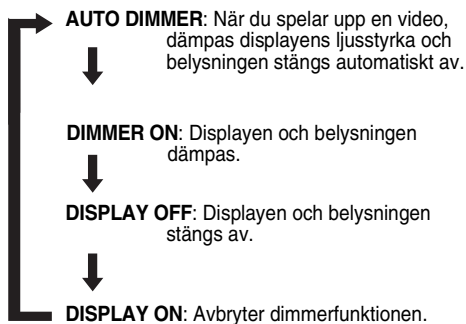 AUTO DIMMER: När du spelar upp en video,
dämpas displayens ljusstyrka och
belysningen stängs automatiskt av.
DIMMER ON: Displayen och belysningen
dämpas.
DISPLAY OFF: Displayen och belysningen
stängs av.
DISPLAY ON: Avbryter dimmerfunktionen.